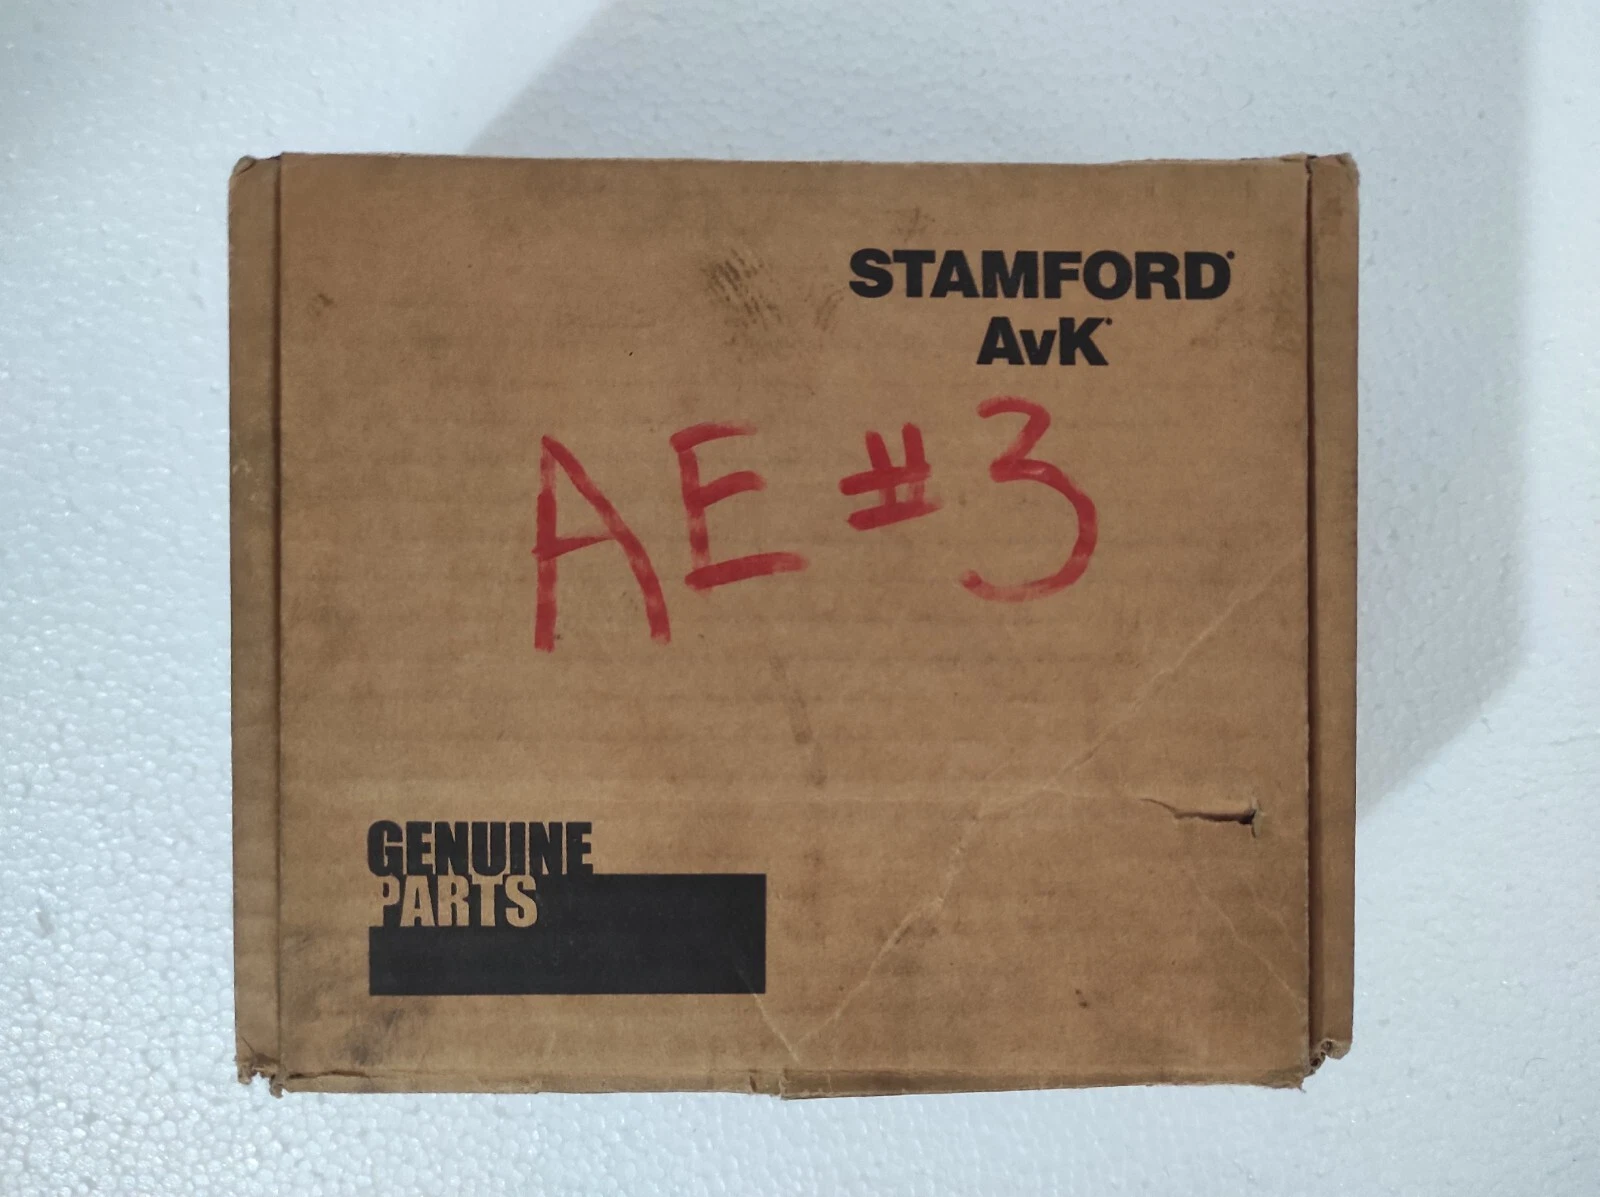 STAMFORD
AvK
AE #3
GENUINE
PARTS